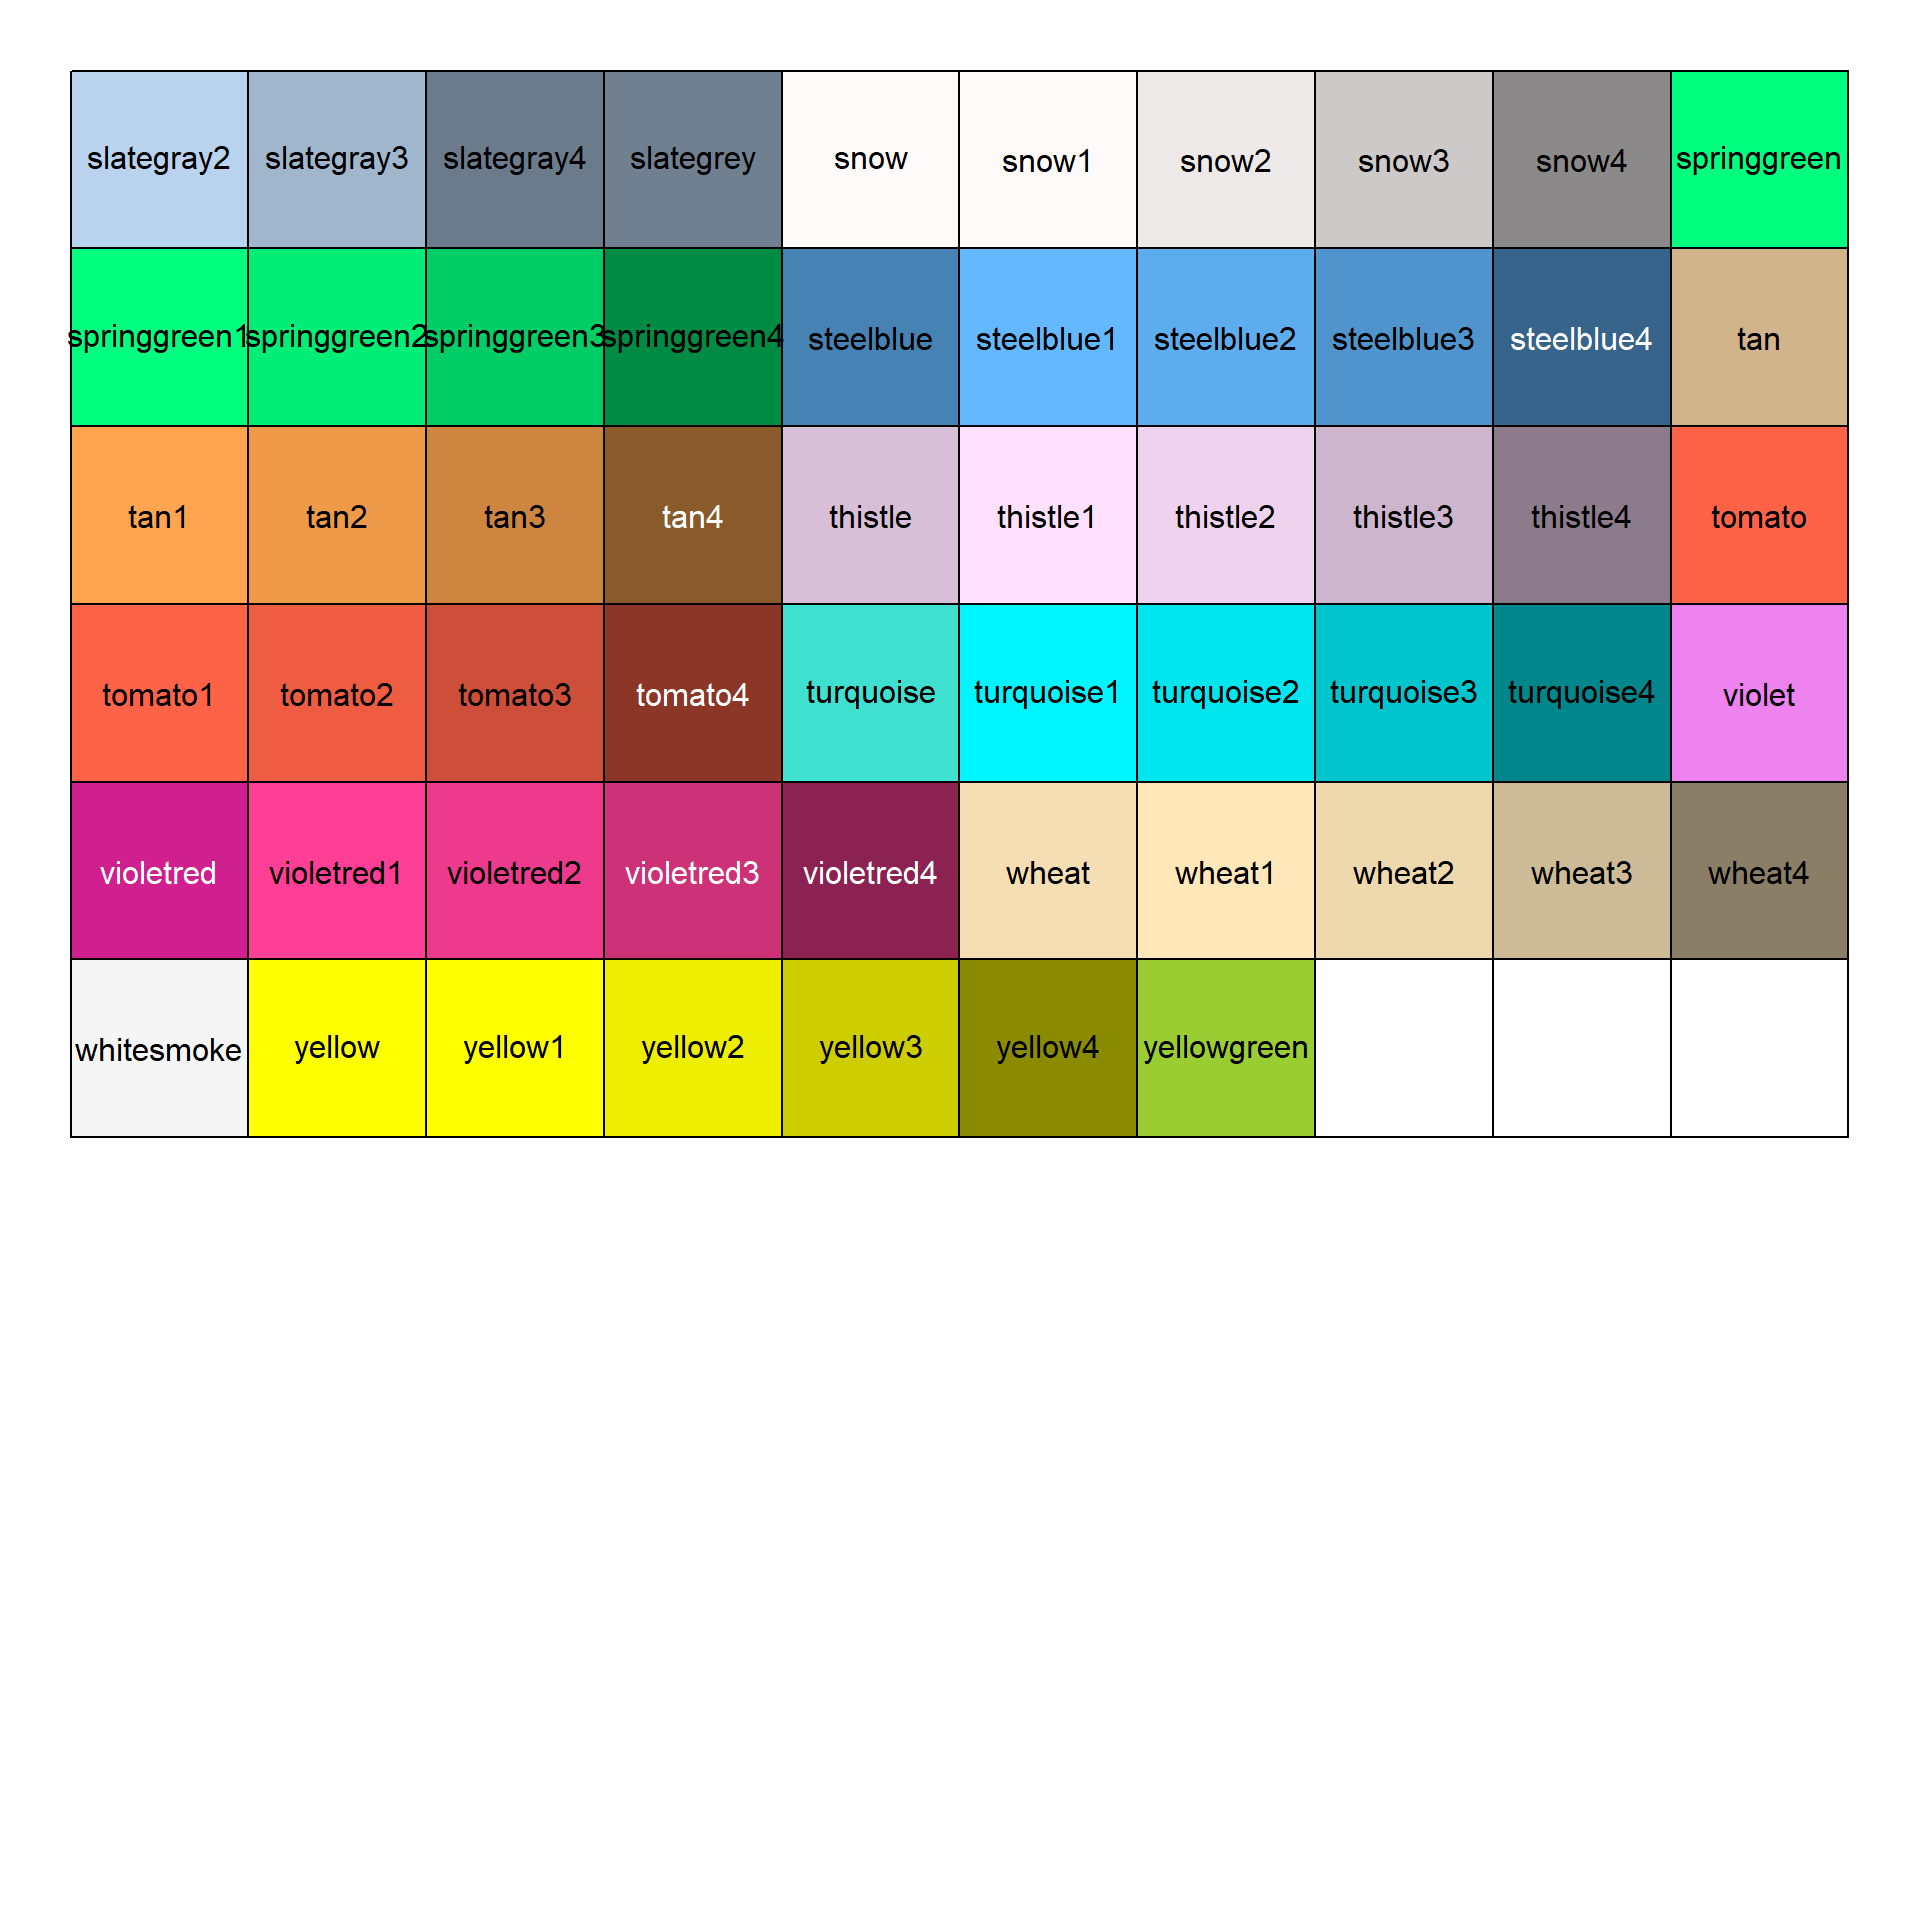 slategray2 slategray3 slategray4 slategrey snow snow1 snow2 snow3 snow4 springgreen
springgreen1 springgreen2 springgreen3 springgreen4 steelblue steelblue1 steelblue2 steelblue3 steelblue4 tan
tan1 tan2 tan3 tan4 thistle thistle1 thistle2 thistle3 thistle4 tomato
tomato1 tomato2 tomato3 tomato4 turquoise turquoise1 turquoise2 turquoise3 turquoise4 violet
violetred violetred1 violetred2 violetred3 violetred4 wheat wheat1 wheat2 wheat3 wheat4
whitesmoke yellow yellow1 yellow2 yellow3 yellow4 yellowgreen